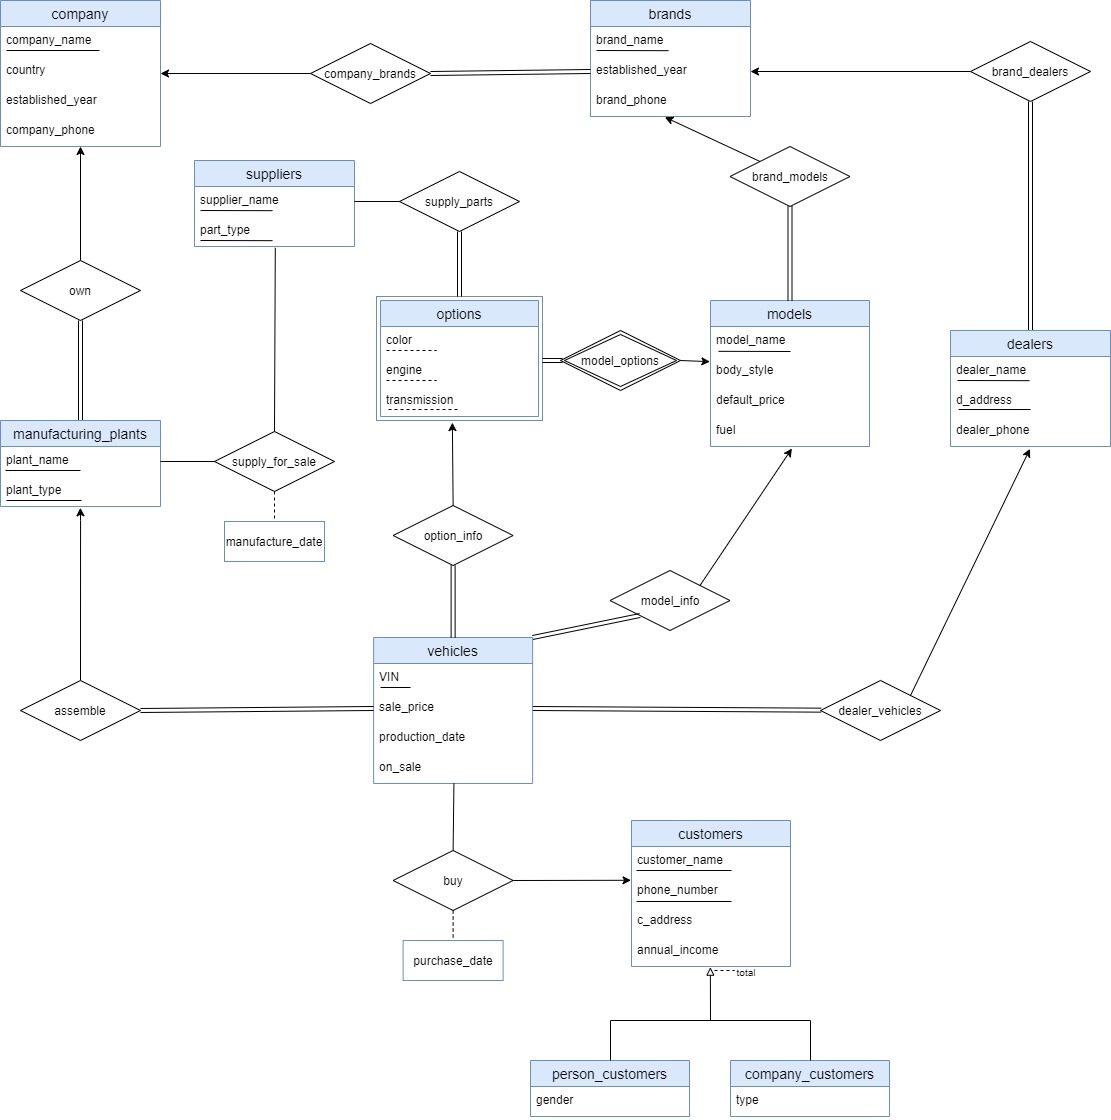 company
company_name
country
established_year
company_phone
company_brands
brands
brand_name
established_year
brand_phone
brand_dealers
suppliers
supplier_name
part_type
supply_parts
brand_models
own
options
color
engine
transmission
model_options
models
model_name
body_style
default_price
fuel
dealers
dealer_name
d_address
dealer_phone
manufacturing_plants
plant_name
plant_type
supply_for_sale
manufacture_date
option_info
model_info
vehicles
VIN
sale_price
production_date
on_sale
assemble
dealer_vehicles
buy
purchase_date
customers
customer_name
phone_number
c_address
annual_income
total
person_customers
gender
company_customers
type